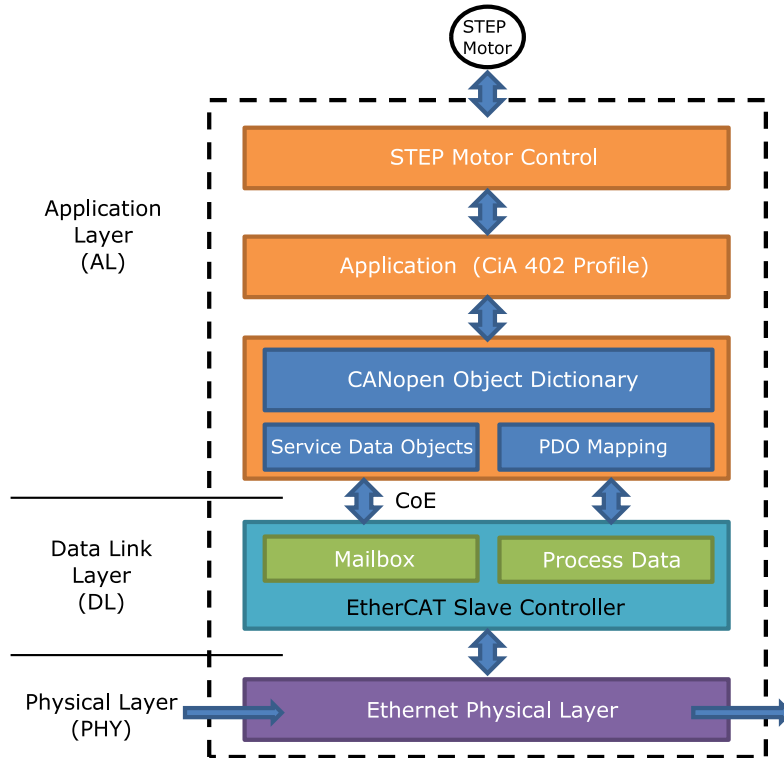 STEP
Motor
STEP Motor Control
Application
Layer
(AL)
Application (CiA 402 Profile)
CANopen Object Dictionary
Service Data Objects
PDO Mapping
CoE
Data Link
Layer
(DL)
Mailbox
Process Data
EtherCAT Slave Controller
Physical Layer
(PHY)
Ethernet Physical Layer